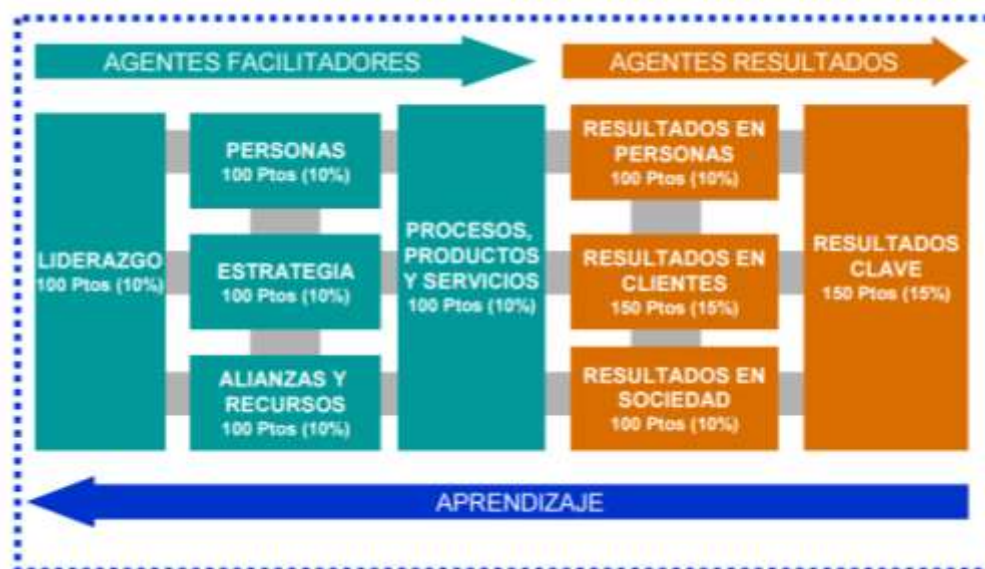 AGENTES FACILITADORES
AGENTES RESULTADOS
LIDERAZGO
100 Ptos (10%)
PERSONAS
100 Ptos (10%)
ESTRATEGIA
100 Ptos (10%)
ALIANZAS Y
RECURSOS
100 Ptos (10%)
PROCESOS,
PRODUCTOS
Y SERVICIOS
100 Ptos (10%)
RESULTADOS EN
PERSONAS
100 Ptos (10%)
RESULTADOS EN
CLIENTES
150 Ptos (15%)
RESULTADOS EN
SOCIEDAD
100 Ptos (10%)
RESULTADOS
CLAVE
150 Ptos (15%)
APRENDIZAJE